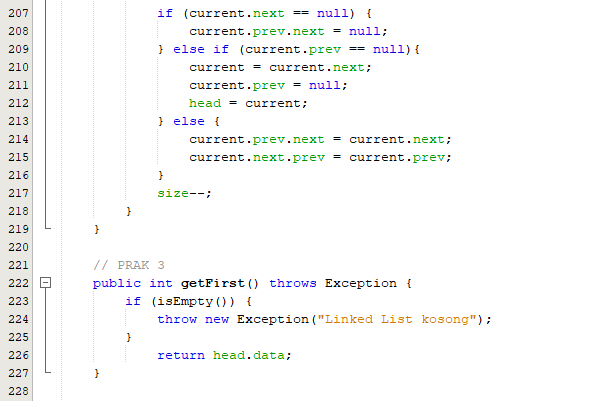 207 if (current.next == null) {
208 current.prev.next = null;
209 } else if (current.prev == null){
210 current = current.next;
211 current.prev = null;
212 head = current;
213 } else {
214 current.prev.next = current.next;
215 current.next.prev = current.prev;
216 }
217 size--;
218 }
219 }
220
221 // PRAK 3
222 public int getFirst() throws Exception {
223 if (isEmpty()) {
224 throw new Exception("Linked List kosong");
225 }
226 return head.data;
227 }
228